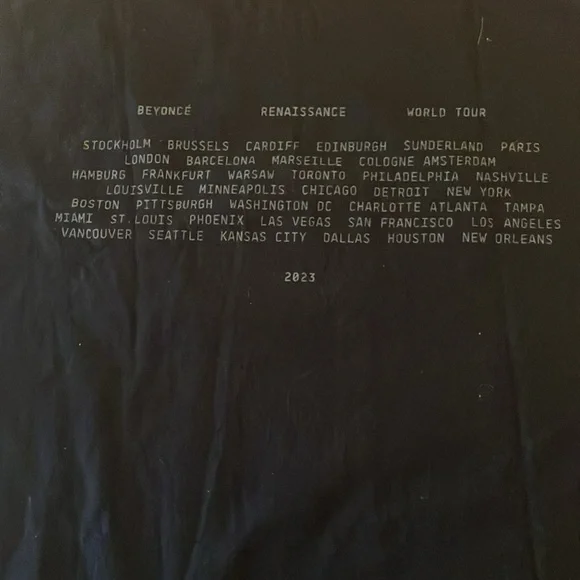 BEYONCÉ RENAISSANCE WORLD TOUR
STOCKHOLM BRUSSELS CARDIFF EDINBURGH SUNDERLAND PARIS
LONDON BARCELONA MARSEILLE COLOGNE AMSTERDAM
HAMBURG FRANKFURT WARSAW TORONTO PHILADELPHIA NASHVILLE
LOUISVILLE MINNEAPOLIS CHICAGO DETROIT NEW YORK
BOSTON PITTSBURGH WASHINGTON DC CHARLOTTE ATLANTA TAMPA
MIAMI ST.LOUIS PHOENIX LAS VEGAS SAN FRANCISCO LOS ANGELES
VANCOUVER SEATTLE KANSAS CITY DALLAS HOUSTON NEW ORLEANS
2023